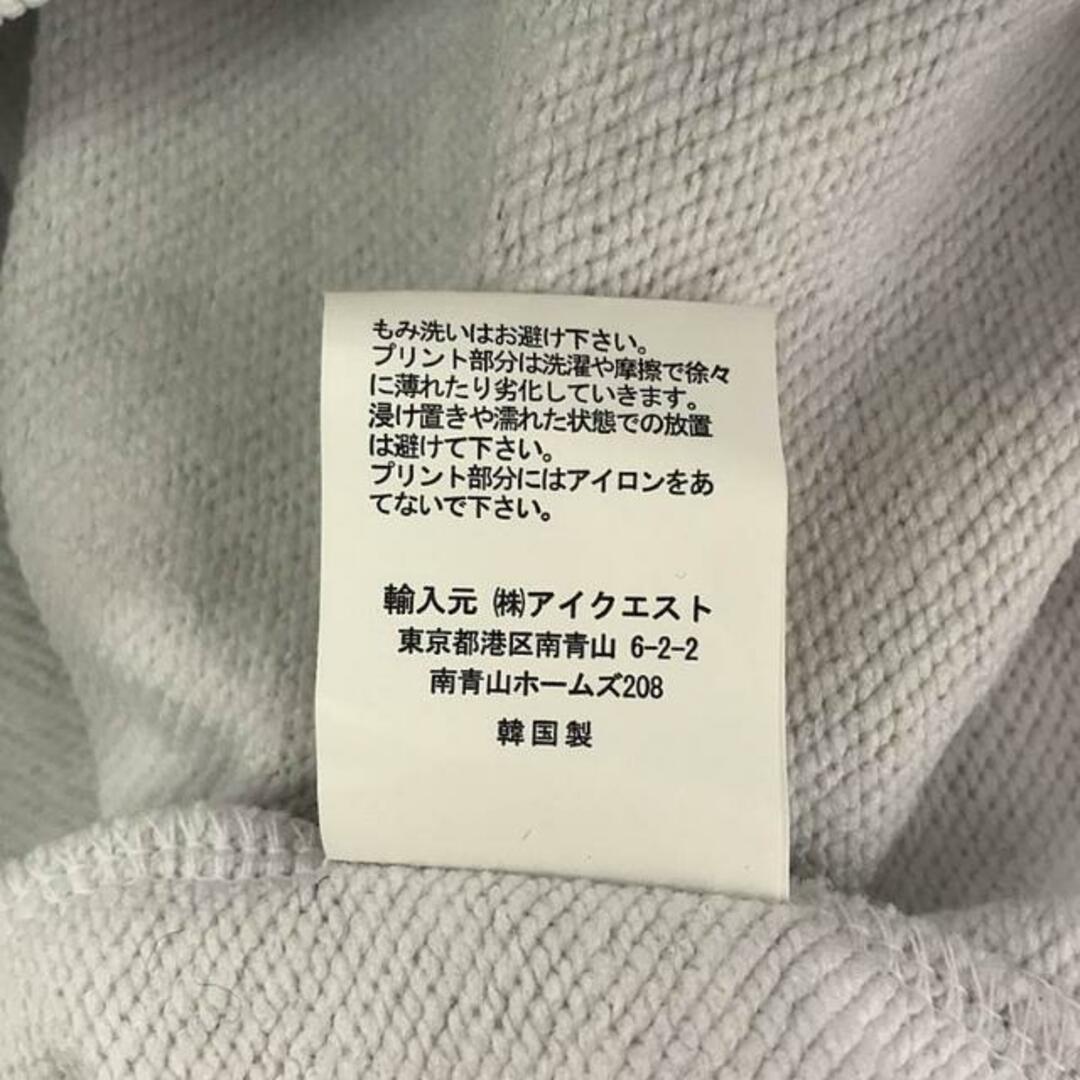 もみ洗いはお避け下さい。
プリント部分は洗濯や摩擦で徐々
に薄れたり劣化していきます。
浸け置きや濡れた状態での放置
は避けて下さい。
プリント部分にはアイロンをあ
てないで下さい。
輸入元 ㈱アイクエスト
東京都港区南青山 6-2-2
南青山ホームズ208
韓国製